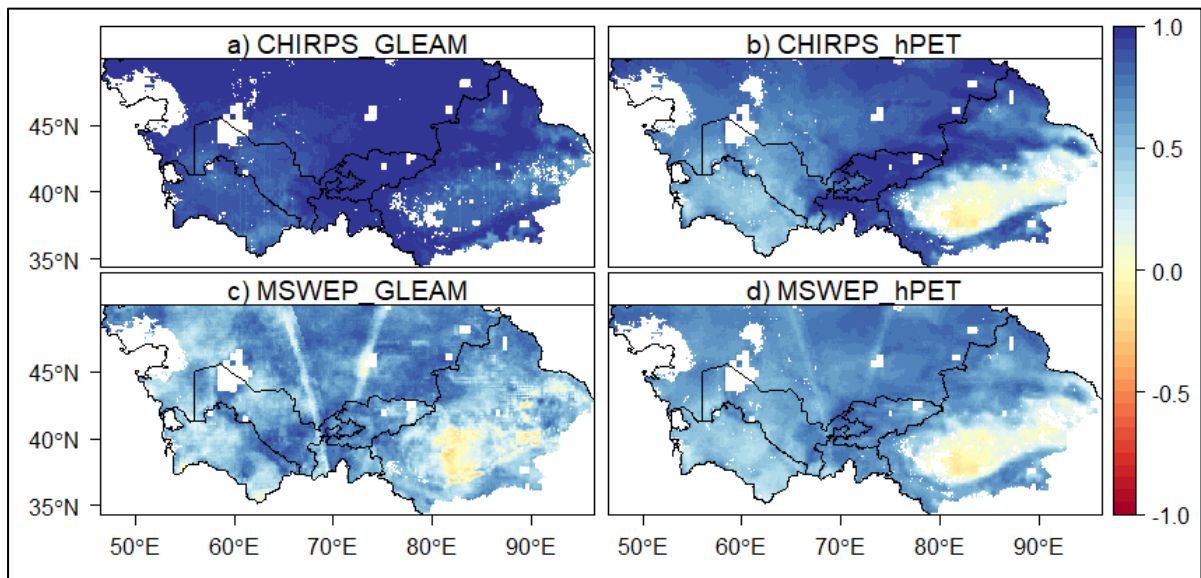 a) CHIRPS_GLEAM
b) CHIRPS_hPET
1.0
45°N
0.5
40°N
35°N
c) MSWEP_GLEAM
d) MSWEP_hPET
0.0
45°N
-0.5
40°N
35°N
-1.0
50°E 60°E 70°E 80°E 90°E 50°E 60°E 70°E 80°E 90°E